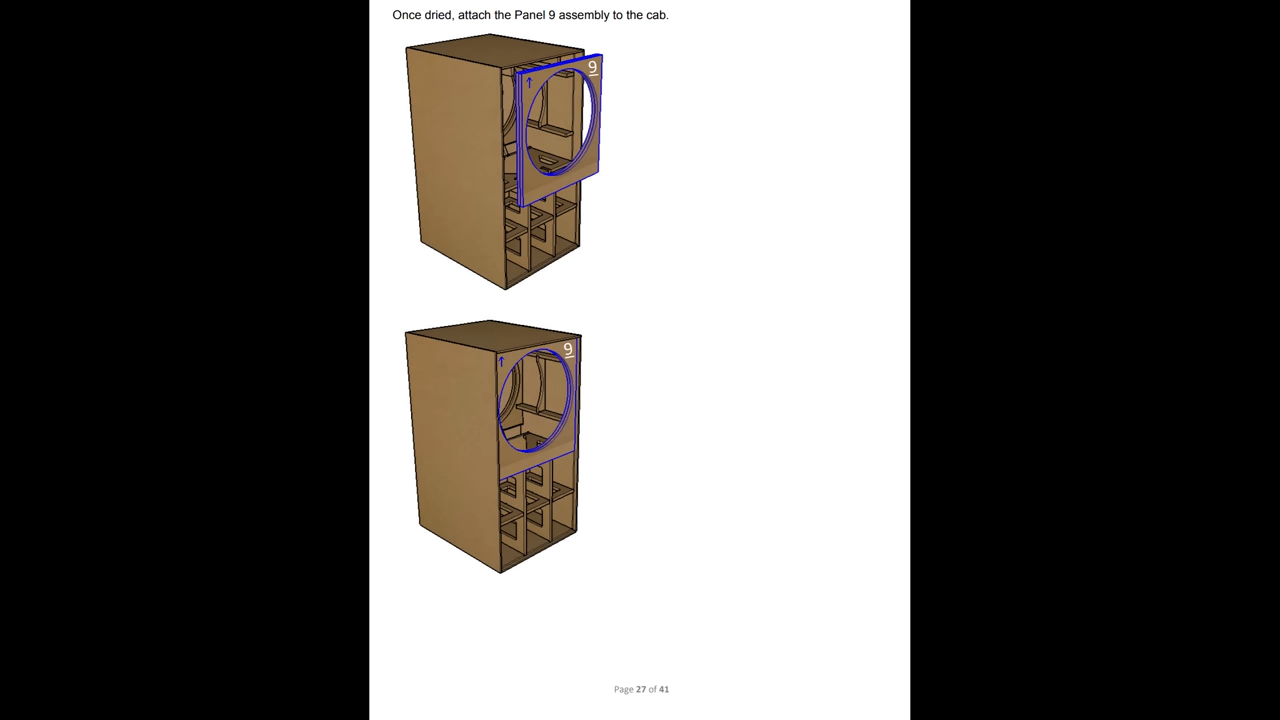 Once dried, attach the Panel 9 assembly to the cab.
9
9
Page 27 of 41